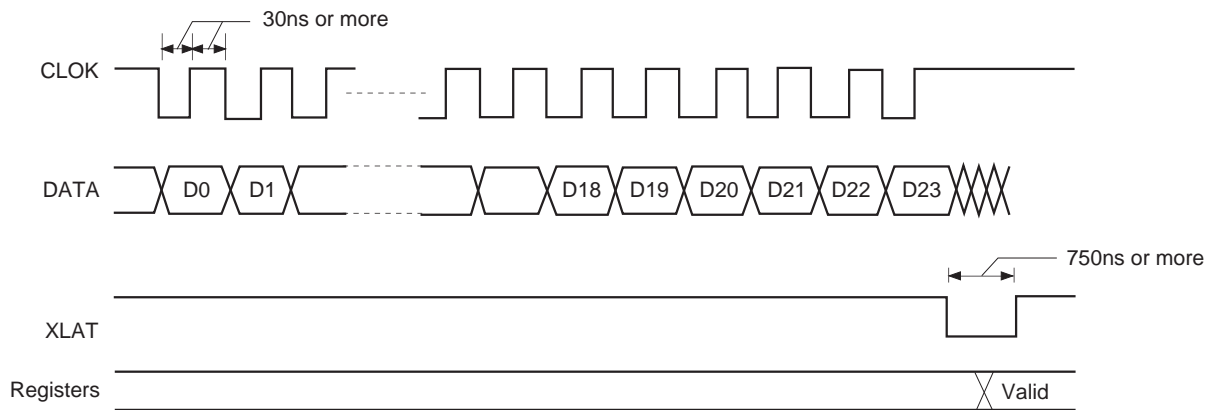 30ns or more
CLOK
DATA
D0 D1 D18 D19 D20 D21 D22 D23
750ns or more
XLAT
Registers
Valid